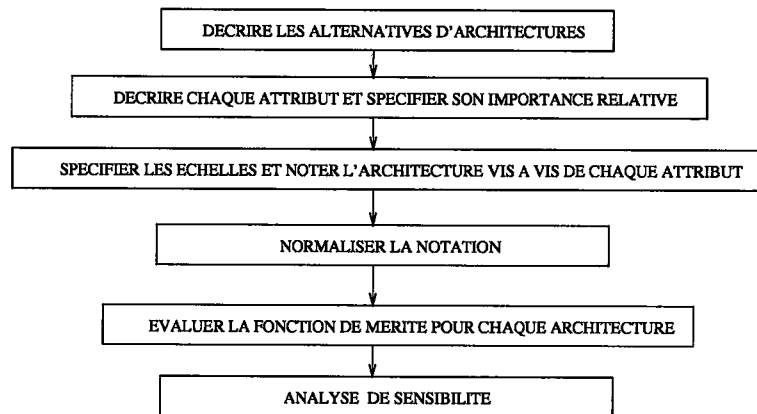 DECRIRE LES ALTERNATIVES D'ARCHITECTURES
DECRIRE CHAQUE ATTRIBUT ET SPECIFIER SON IMPORTANCE RELATIVE
SPECIFIER LES ECHELLES ET NOTER L'ARCHITECTURE VIS A VIS DE CHAQUE ATTRIBUT
NORMALISER LA NOTATION
EVALUER LA FONCTION DE MERITE POUR CHAQUE ARCHITECTURE
ANALYSE DE SENSIBILITE